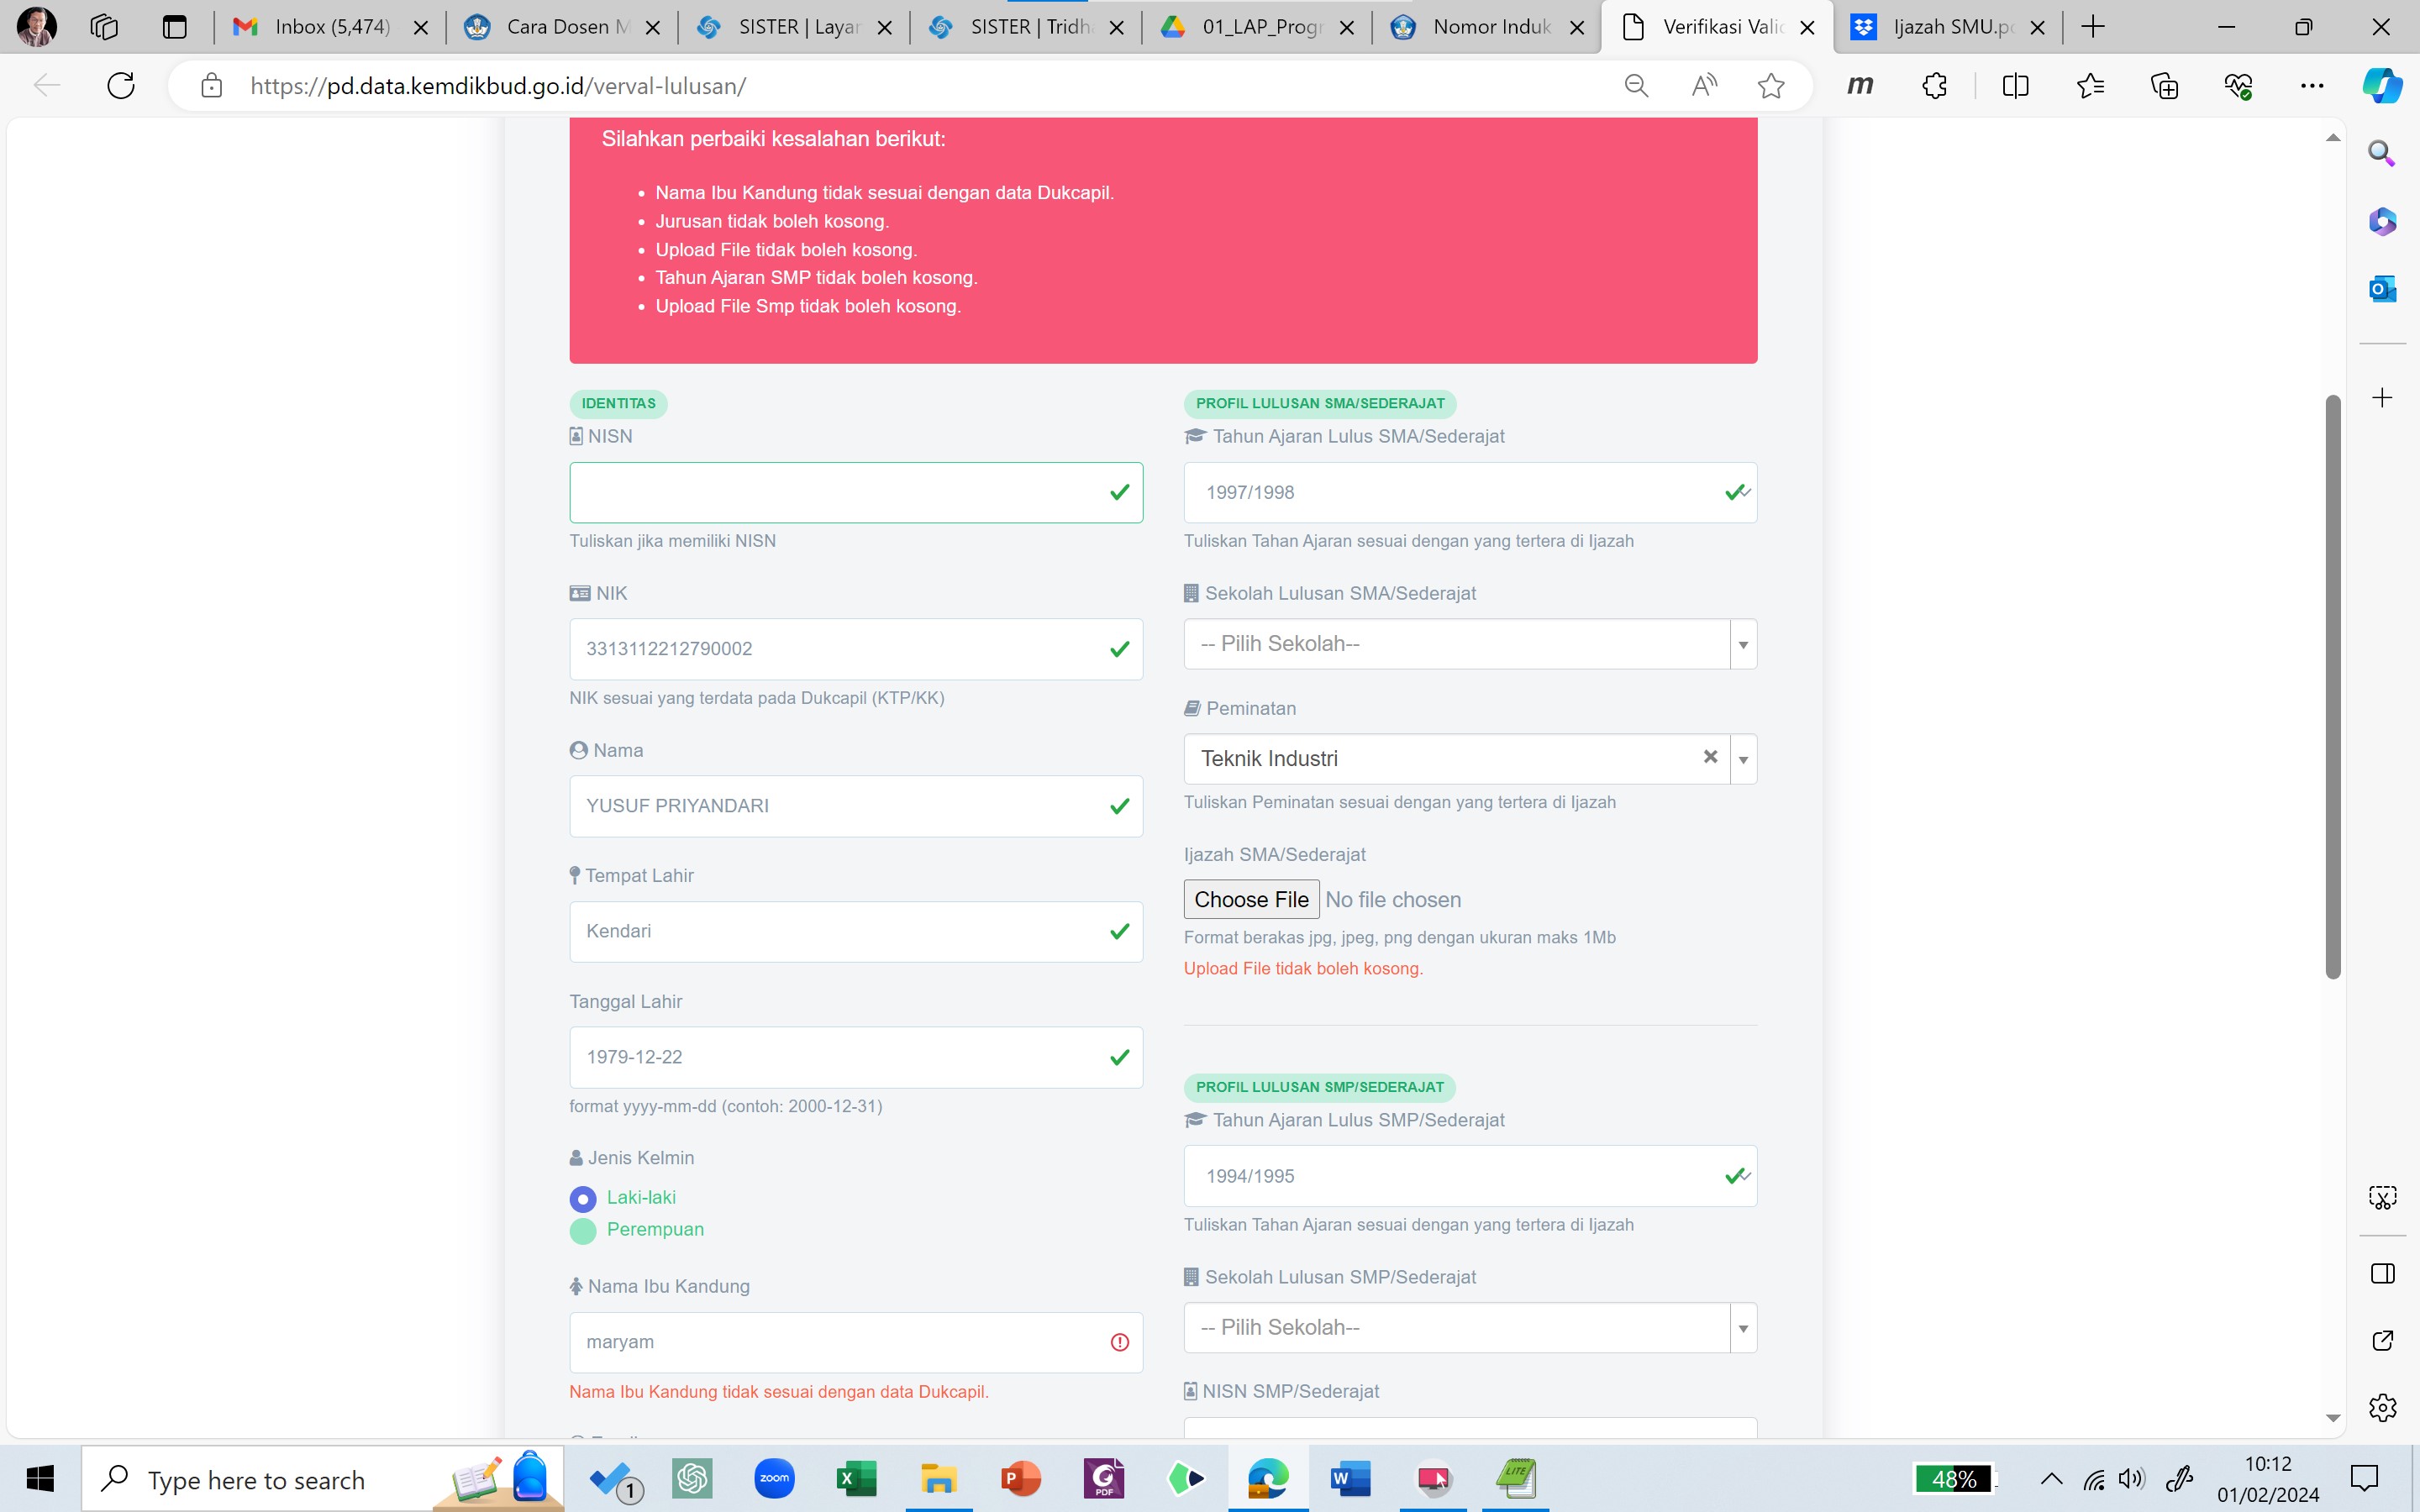 Inbox (5,474)
Cara Dosen M
SISTER | Layan
SISTER | Tridha
01_LAP_Progr
Nomor Induk
Verifikasi Valid
Ijazah SMU.pd
https://pd.data.kemdikbud.go.id/verval-lulusan/
Silahkan perbaiki kesalahan berikut:
• Nama Ibu Kandung tidak sesuai dengan data Dukcapil.
• Jurusan tidak boleh kosong.
• Upload File tidak boleh kosong.
• Tahun Ajaran SMP tidak boleh kosong.
• Upload File Smp tidak boleh kosong.
IDENTITAS
NISN
Tuliskan jika memiliki NISN
NIK
3313112212790002
NIK sesuai yang terdata pada Dukcapil (KTP/KK)
Nama
YUSUF PRIYANDARI
Tempat Lahir
Kendari
Tanggal Lahir
1979-12-22
format yyyy-mm-dd (contoh: 2000-12-31)
Jenis Kelmin
Laki-laki
Perempuan
Nama Ibu Kandung
maryam
Nama Ibu Kandung tidak sesuai dengan data Dukcapil.
PROFIL LULUSAN SMA/SEDERAJAT
Tahun Ajaran Lulus SMA/Sederajat
1997/1998
Tuliskan Tahan Ajaran sesuai dengan yang tertera di Ijazah
Sekolah Lulusan SMA/Sederajat
-- Pilih Sekolah--
Peminatan
Teknik Industri
Tuliskan Peminatan sesuai dengan yang tertera di Ijazah
Ijazah SMA/Sederajat
Choose File No file chosen
Format berakas jpg, jpeg, png dengan ukuran maks 1Mb
Upload File tidak boleh kosong.
PROFIL LULUSAN SMP/SEDERAJAT
Tahun Ajaran Lulus SMP/Sederajat
1994/1995
Tuliskan Tahan Ajaran sesuai dengan yang tertera di Ijazah
Sekolah Lulusan SMP/Sederajat
-- Pilih Sekolah--
NISN SMP/Sederajat
Type here to search
1
zoom
PDF
LITE
48%
10:12
01/02/2024